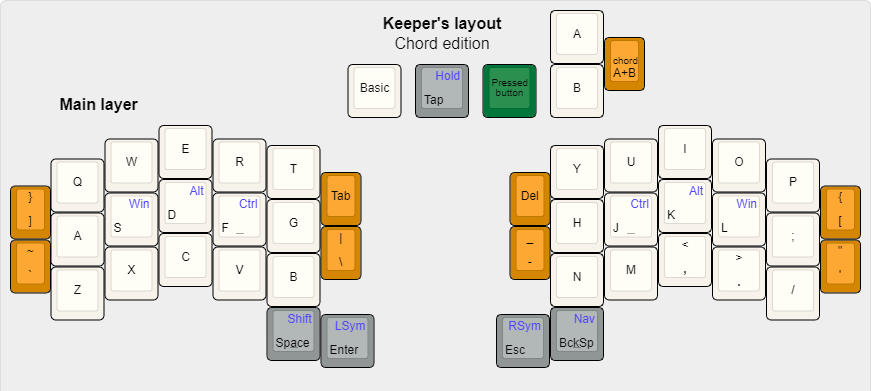 Keeper's layout
Chord edition
A
chord
A+B
B
Basic
Hold
Tap
Pressed
button
Main layer
}
]
~
`
Q
W
E
R
T
Tab
A
Win
S
Alt
D
Ctrl
F _
G
|
\
Z
X
C
V
B
Shift
Space
LSym
Enter
Del
_
-
Y
U
I
O
P
{
[
H
Ctrl
J _
Alt
K
Win
L
;
"
'
N
M
<
,
>
.
/
RSym
Esc
Nav
BckSp